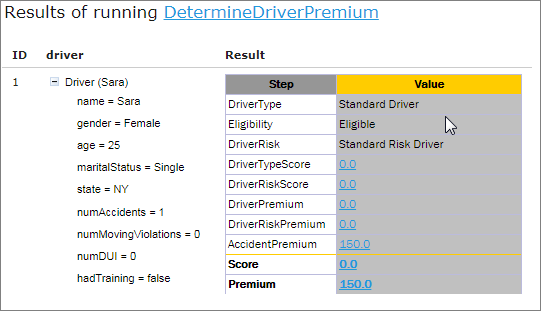 Results of running DetermineDriverPremium
ID driver Result
1 Driver (Sara)
name = Sara
gender = Female
age = 25
maritalStatus = Single
state = NY
numAccidents = 1
numMovingViolations = 0
numDUI = 0
hadTraining = false
Step Value
DriverType Standard Driver
Eligibility Eligible
DriverRisk Standard Risk Driver
DriverTypeScore 0.0
DriverRiskScore 0.0
DriverPremium 0.0
DriverRiskPremium 0.0
AccidentPremium 150.0
Score 0.0
Premium 150.0